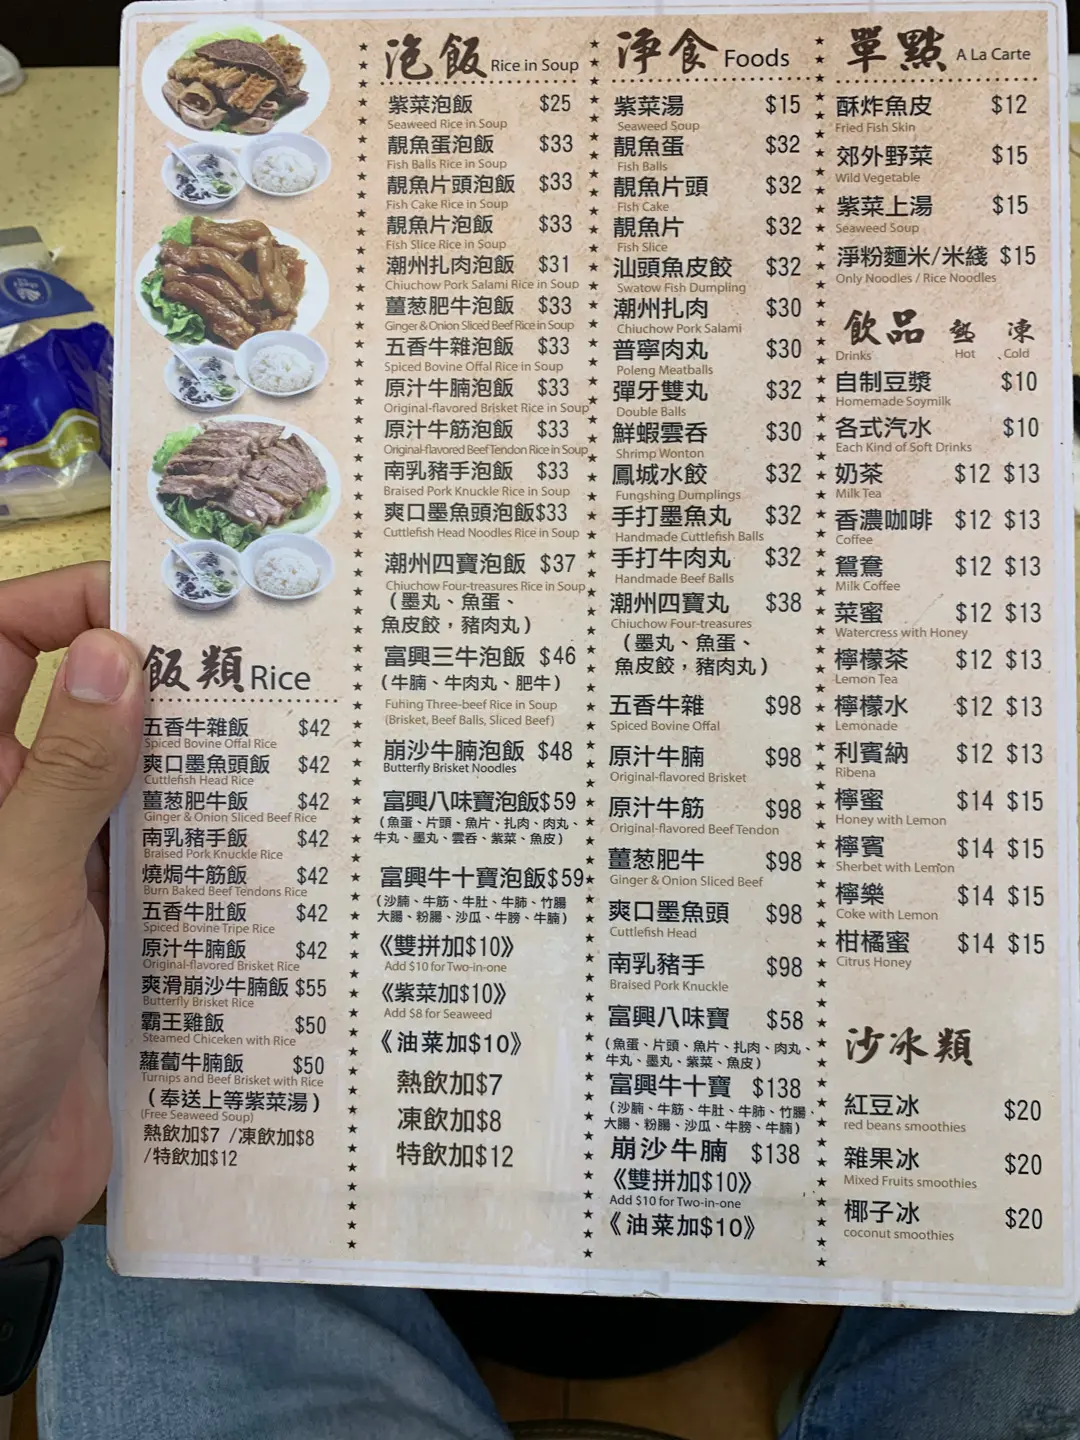 飯類 Rice
五香牛雜飯 $42
Spiced Bovine Offal Rice
爽口墨魚頭飯 $42
Cuttlefish Head Rice
薑葱肥牛飯 $42
Ginger & Onion Sliced Beef Rice
南乳豬手飯 $42
Braised Pork Knuckle Rice
燒焗牛筋飯 $42
Burn Baked Beef Tendons Rice
五香牛肚飯 $42
Spiced Bovine Tripe Rice
原汁牛腩飯 $42
Original-flavored Brisket Rice
爽滑崩沙牛腩飯 $55
Butterfly Brisket Rice
霸王雞飯 $50
Steamed Chiceken with Rice
蘿蔔牛腩飯 $50
Turnips and Beef Brisket with Rice
（奉送上等紫菜湯）
(Free Seaweed Soup)
熱飲加$7 /凍飲加$8
/特飲加$12
泡飯 Rice in Soup
紫菜泡飯 $25
Seaweed Rice in Soup
靚魚蛋泡飯 $33
Fish Balls Rice in Soup
靚魚片頭泡飯 $33
Fish Cake Rice in Soup
靚魚片泡飯 $33
Fish Slice Rice in Soup
潮州扎肉泡飯 $31
Chiuchow Pork Salami Rice in Soup
薑葱肥牛泡飯 $33
Ginger & Onion Sliced Beef Rice in Soup
五香牛雜泡飯 $33
Spiced Bovine Offal Rice in Soup
原汁牛腩泡飯 $33
Original-flavored Brisket Rice in Soup
原汁牛筋泡飯 $33
Original-flavored Beef Tendon Rice in Soup
南乳豬手泡飯 $33
Braised Pork Knuckle Rice in Soup
爽口墨魚頭泡飯$33
Cuttlefish Head Noodles Rice in Soup
潮州四寶泡飯 $37
Chiuchow Four-treasures Rice in Soup
（墨丸、魚蛋、
魚皮餃，豬肉丸）
富興三牛泡飯 $46
（牛腩、牛肉丸、肥牛）
Fuhing Three-beef Rice in Soup
(Brisket, Beef Balls, Sliced Beef)
崩沙牛腩泡飯 $48
Butterfly Brisket Noodles
富興八味寶泡飯$59
（魚蛋、片頭、魚片、扎肉、肉丸、
牛丸、墨丸、雲吞、紫菜、魚皮）
富興牛十寶泡飯$59
（沙腩、牛筋、牛肚、牛肺、竹腸
大腸、粉腸、沙瓜、牛膀、牛腩）
《雙拼加$10》
Add $10 for Two-in-one
《紫菜加$10》
Add $8 for Seaweed
《油菜加$10》
熱飲加$7
凍飲加$8
特飲加$12
淨食 Foods
紫菜湯 $15
Seaweed Soup
靚魚蛋 $32
Fish Balls
靚魚片頭 $32
Fish Cake
靚魚片 $32
Fish Slice
汕頭魚皮餃 $32
Swatow Fish Dumpling
潮州扎肉 $30
Chiuchow Pork Salami
普寧肉丸 $30
Poleng Meatballs
彈牙雙丸 $32
Double Balls
鮮蝦雲吞 $30
Shrimp Wonton
鳳城水餃 $32
Fungshing Dumplings
手打墨魚丸 $32
Handmade Cuttlefish Balls
手打牛肉丸 $32
Handmade Beef Balls
潮州四寶丸 $38
Chiuchow Four-treasures
（墨丸、魚蛋、
魚皮餃，豬肉丸）
五香牛雜 $98
Spiced Bovine Offal
原汁牛腩 $98
Original-flavored Brisket
原汁牛筋 $98
Original-flavored Beef Tendon
薑葱肥牛 $98
Ginger & Onion Sliced Beef
爽口墨魚頭 $98
Cuttlefish Head
南乳豬手 $98
Braised Pork Knuckle
富興八味寶 $58
（魚蛋、片頭、魚片、扎肉、肉丸、
牛丸、墨丸、紫菜、魚皮）
富興牛十寶 $138
（沙腩、牛筋、牛肚、牛肺、竹腸、
大腸、粉腸、沙瓜、牛膀、牛腩）
崩沙牛腩 $138
《雙拼加$10》
Add $10 for Two-in-one
《油菜加$10》
單點 A La Carte
酥炸魚皮 $12
Fried Fish Skin
郊外野菜 $15
Wild Vegetable
紫菜上湯 $15
Seaweed Soup
淨粉麵米/米綫 $15
Only Noodles / Rice Noodles
飲品 熱 凍
Drinks Hot Cold
自制豆漿 $10
Homemade Soymilk
各式汽水 $10
Each Kind of Soft Drinks
奶茶 $12 $13
Milk Tea
香濃咖啡 $12 $13
Coffee
鴛鴦 $12 $13
Milk Coffee
菜蜜 $12 $13
Watercress with Honey
檸檬茶 $12 $13
Lemon Tea
檸檬水 $12 $13
Lemonade
利賓納 $12 $13
Ribena
檸蜜 $14 $15
Honey with Lemon
檸賓 $14 $15
Sherbet with Lemon
檸樂 $14 $15
Coke with Lemon
柑橘蜜 $14 $15
Citrus Honey
沙冰類
紅豆冰 $20
red beans smoothies
雜果冰 $20
Mixed Fruits smoothies
椰子冰 $20
coconut smoothies